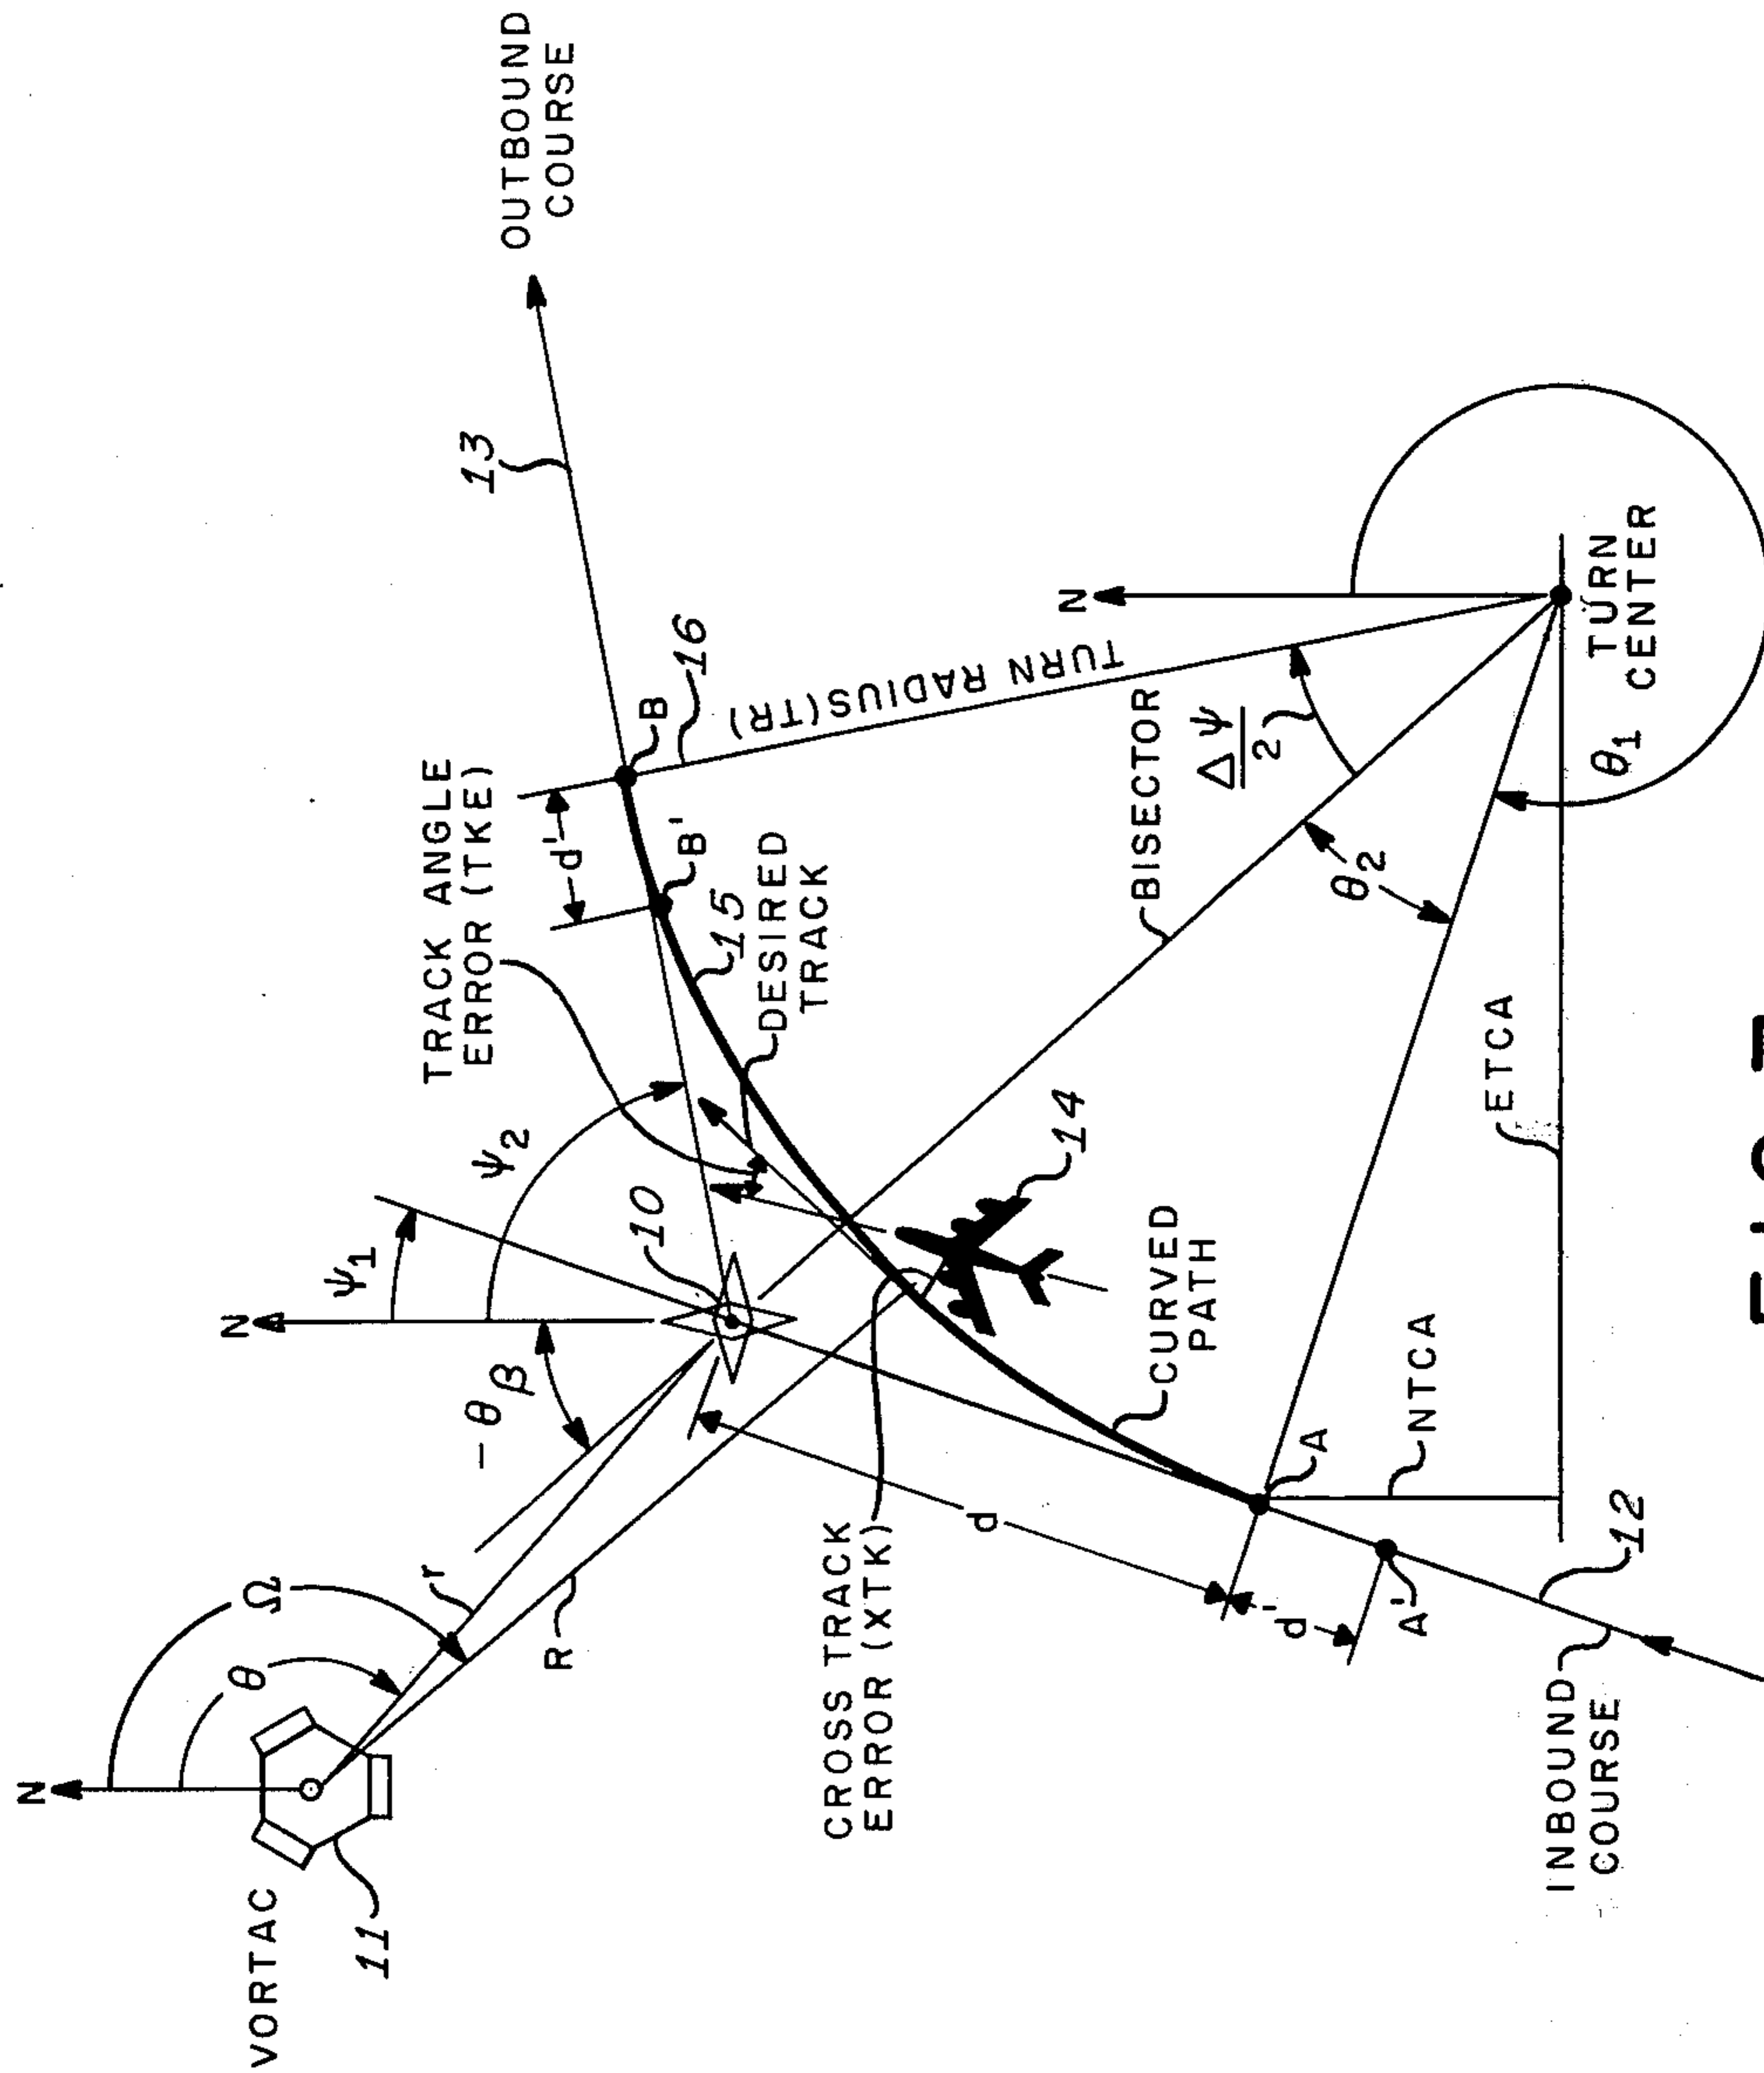 N
VORTAC
11
θ
Ω
r
R
N
ψ1
ψ2
-θβ
10
TRACK ANGLE
ERROR (TKE)
d'
B'
B
13
OUTBOUND
COURSE
15
DESIRED
TRACK
16
TURN RADIUS (TR)
CROSS TRACK
ERROR (XTK)
d
14
CURVED
PATH
BISECTOR
Δψ
2
θ2
N
TURN
CENTER
θ1
ETCA
NTCA
A
d'
A'
12
INBOUND
COURSE